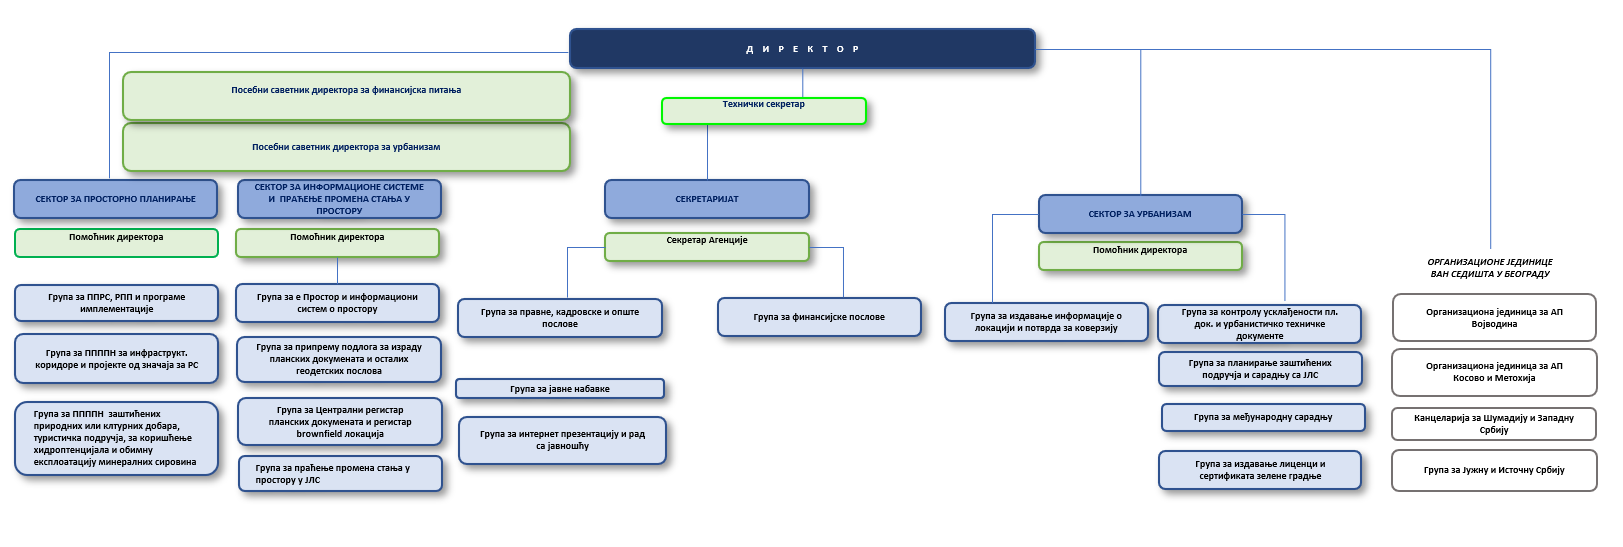 Д И Р Е К Т О Р
Посебни саветник директора за финансијска питања
Технички секретар
Посебни саветник директора за урбанизам
СЕКТОР ЗА ПРОСТОРНО ПЛАНИРАЊЕ
Помоћник директора
Група за ППРС, РПП и програме
имплементације
Група за ППППН за инфраструкт.
коридоре и пројекте од значаја за РС
Група за ППППН  заштићених
природних или клтурних добара,
туристичка подручја, за коришћење
хидроптенцијала и обимну
експлоатацију минералних сировина
СЕКТОР ЗА ИНФОРМАЦИОНЕ СИСТЕМЕ
И  ПРАЋЕЊЕ ПРОМЕНА СТАЊА У
ПРОСТОРУ
Помоћник директора
Група за е Простор и информациони
систем о простору
Група за припрему подлога за израду
планских докумената и осталих
геодетских послова
Група за Централни регистар
планских докумената и регистар
brownfield локација
Група за праћење промена стања у
простору у ЈЛС
СЕКРЕТАРИЈАТ
Секретар Агенције
Група за правне, кадровске и опште
послове
Група за јавне набавке
Група за интернет презентацију и рад
са јавношћу
Група за финансијске послове
СЕКТОР ЗА УРБАНИЗАМ
Помоћник директора
Група за издавање информације о
локацији и потврда за коверзију
Група за контролу усклађености пл.
док. и урбанистичко техничке
документе
Група за планирање заштићених
подручја и сарадњу са ЈЛС
Група за међународну сарадњу
Група за издавање лиценци и
сертификата зелене градње
ОРГАНИЗАЦИОНЕ ЈЕДИНИЦЕ
ВАН СЕДИШТА У БЕОГРАДУ
Организациона јединица за АП
Војводина
Организациона јединица за АП
Косово и Метохија
Канцеларија за Шумадију и Западну
Србију
Група за Јужну и Источну Србију